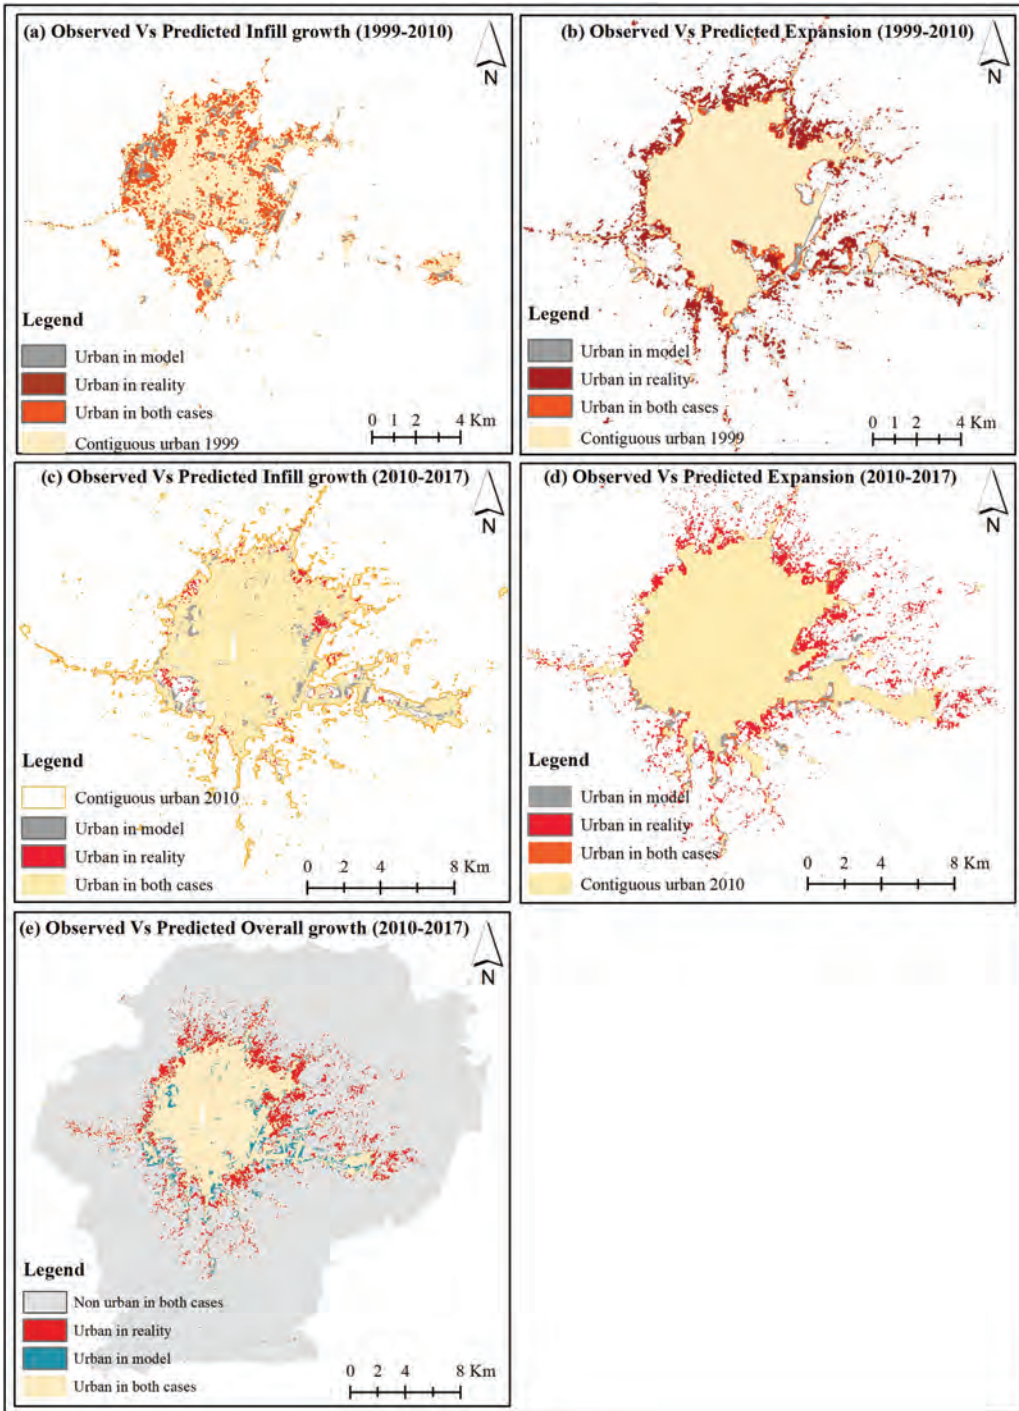 (a) Observed Vs Predicted Infill growth (1999-2010)
N
Legend
Urban in model
Urban in reality
Urban in both cases
Contiguous urban 1999
0 1 2 4 Km
(b) Observed Vs Predicted Expansion (1999-2010)
N
Legend
Urban in model
Urban in reality
Urban in both cases
Contiguous urban 1999
0 1 2 4 Km
(c) Observed Vs Predicted Infill growth (2010-2017)
N
Legend
Contiguous urban 2010
Urban in model
Urban in reality
Urban in both cases
0 2 4 8 Km
(d) Observed Vs Predicted Expansion (2010-2017)
N
Legend
Urban in model
Urban in reality
Urban in both cases
Contiguous urban 2010
0 2 4 8 Km
(e) Observed Vs Predicted Overall growth (2010-2017)
N
Legend
Non urban in both cases
Urban in reality
Urban in model
Urban in both cases
0 2 4 8 Km